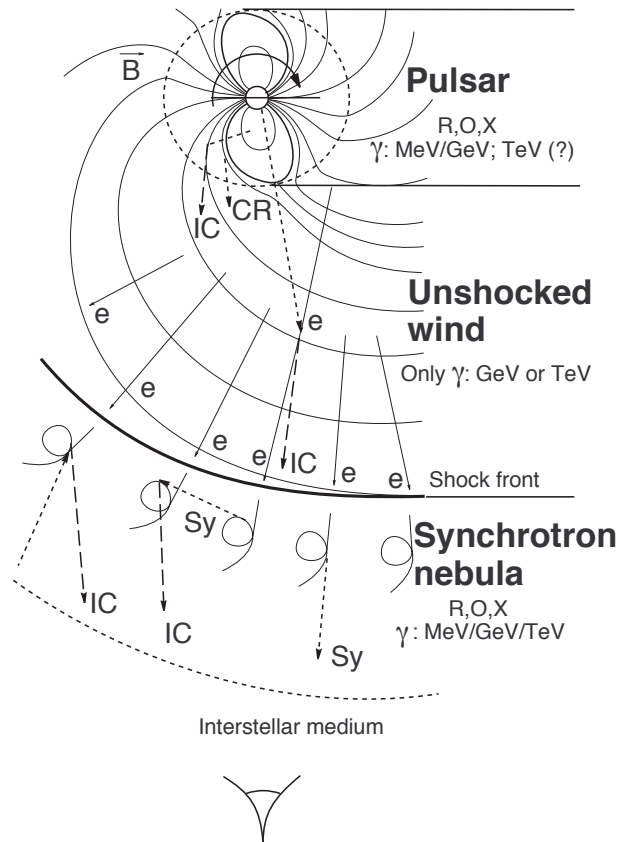 B
Pulsar
R,O,X
γ: MeV/GeV; TeV (?)
IC
CR
Unshocked
wind
e
e
Only γ: GeV or TeV
e
e
e
IC
e
e
Shock front
Sy
Synchrotron
nebula
R,O,X
γ: MeV/GeV/TeV
IC
IC
Sy
Interstellar medium